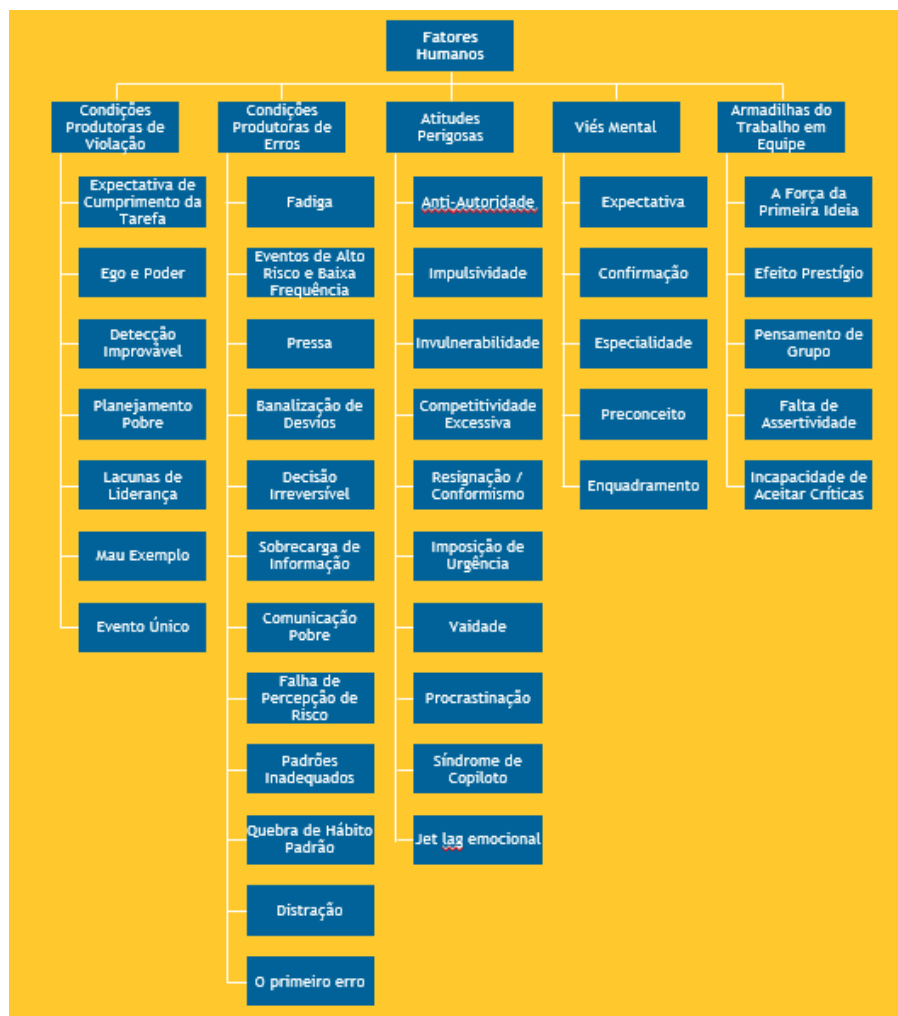 Fatores
Humanos
Condições
Produtoras de
Violação
Expectativa de
Cumprimento da
Tarefa
Ego e Poder
Detecção
Improvável
Planejamento
Pobre
Lacunas de
Liderança
Mau Exemplo
Evento Único
Condições
Produtoras de
Erros
Fadiga
Eventos de Alto
Risco e Baixa
Frequência
Pressa
Banalização de
Desvios
Decisão
Irreversível
Sobrecarga de
Informação
Comunicação
Pobre
Falha de
Percepção de
Risco
Padrões
Inadequados
Quebra de Hábito
Padrão
Distração
O primeiro erro
Atitudes
Perigosas
Anti-Autoridade
Impulsividade
Invulnerabilidade
Competitividade
Excessiva
Resignação /
Conformismo
Imposição de
Urgência
Vaidade
Procrastinação
Síndrome de
Copiloto
Jet lag emocional
Viés Mental
Expectativa
Confirmação
Especialidade
Preconceito
Enquadramento
Armadilhas do
Trabalho em
Equipe
A Força da
Primeira Ideia
Efeito Prestígio
Pensamento de
Grupo
Falta de
Assertividade
Incapacidade de
Aceitar Críticas